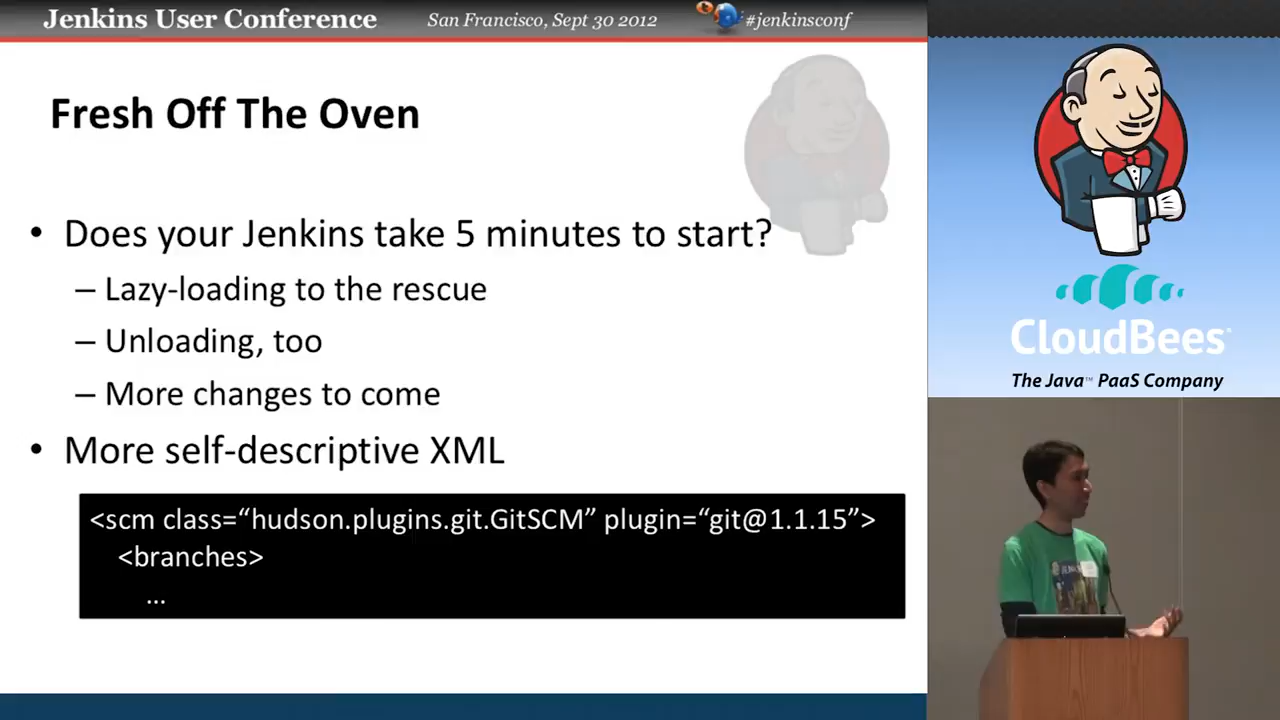 Jenkins User Conference San Francisco, Sept 30 2012 #jenkinsconf
Fresh Off The Oven
• Does your Jenkins take 5 minutes to start?
– Lazy-loading to the rescue
– Unloading, too
– More changes to come
• More self-descriptive XML
<scm class=“hudson.plugins.git.GitSCM” plugin=“git@1.1.15”>
<branches>
...
CloudBees
The Java™ PaaS Company